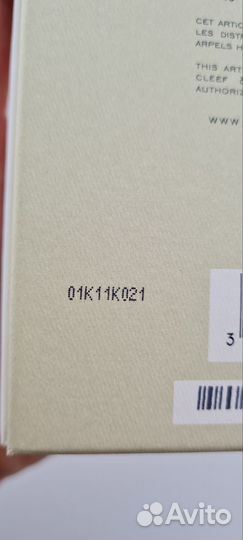 CET ARTIC
LES DISTR
ARPELS H
THIS ART
CLEEF &
AUTHORIZ
WWW
01K11K021
3
Avito